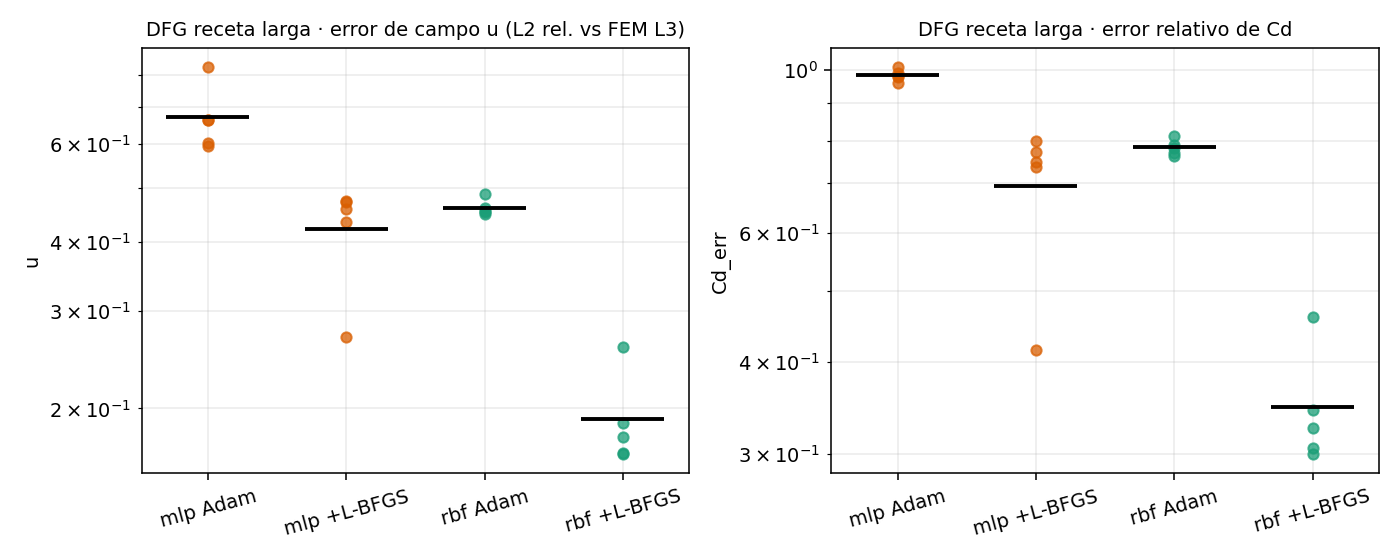 DFG receta larga · error de campo u (L2 rel. vs FEM L3)
u
6 × 10⁻¹
4 × 10⁻¹
3 × 10⁻¹
2 × 10⁻¹
mlp Adam
mlp +L-BFGS
rbf Adam
rbf +L-BFGS
DFG receta larga · error relativo de Cd
Cd_err
10⁰
6 × 10⁻¹
4 × 10⁻¹
3 × 10⁻¹
mlp Adam
mlp +L-BFGS
rbf Adam
rbf +L-BFGS